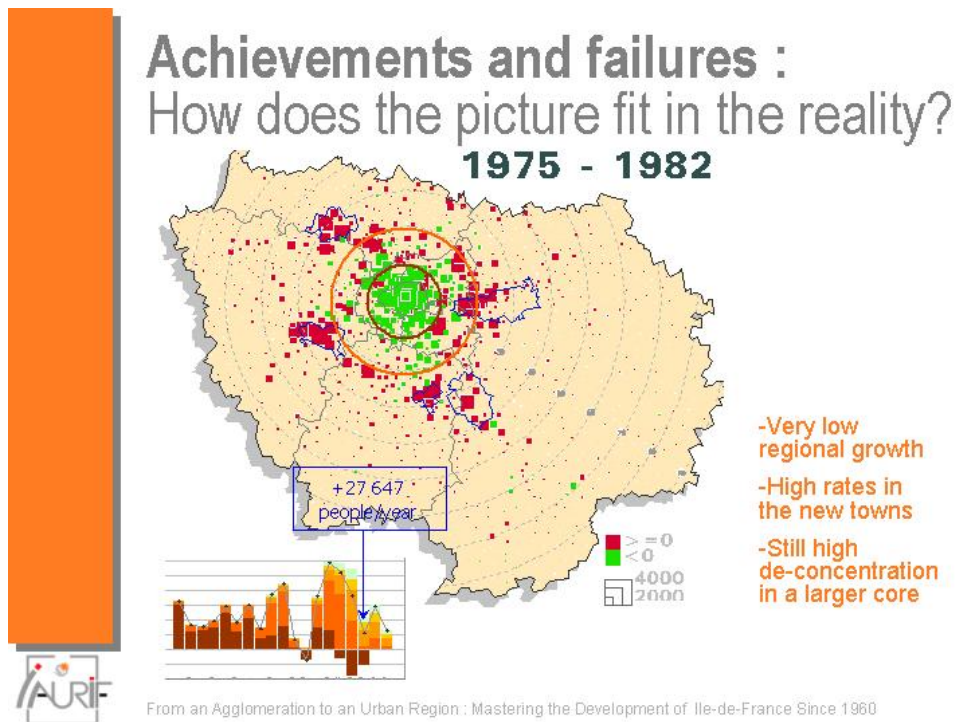 Achievements and failures :
How does the picture fit in the reality?
1975 - 1982
-Very low
regional growth
-High rates in
the new towns
-Still high
de-concentration
in a larger core
+27 647
people/year
> =0
<0
4000
2000
IAURIF
From an Agglomeration to an Urban Region : Mastering the Development of Ile-de-France Since 1960